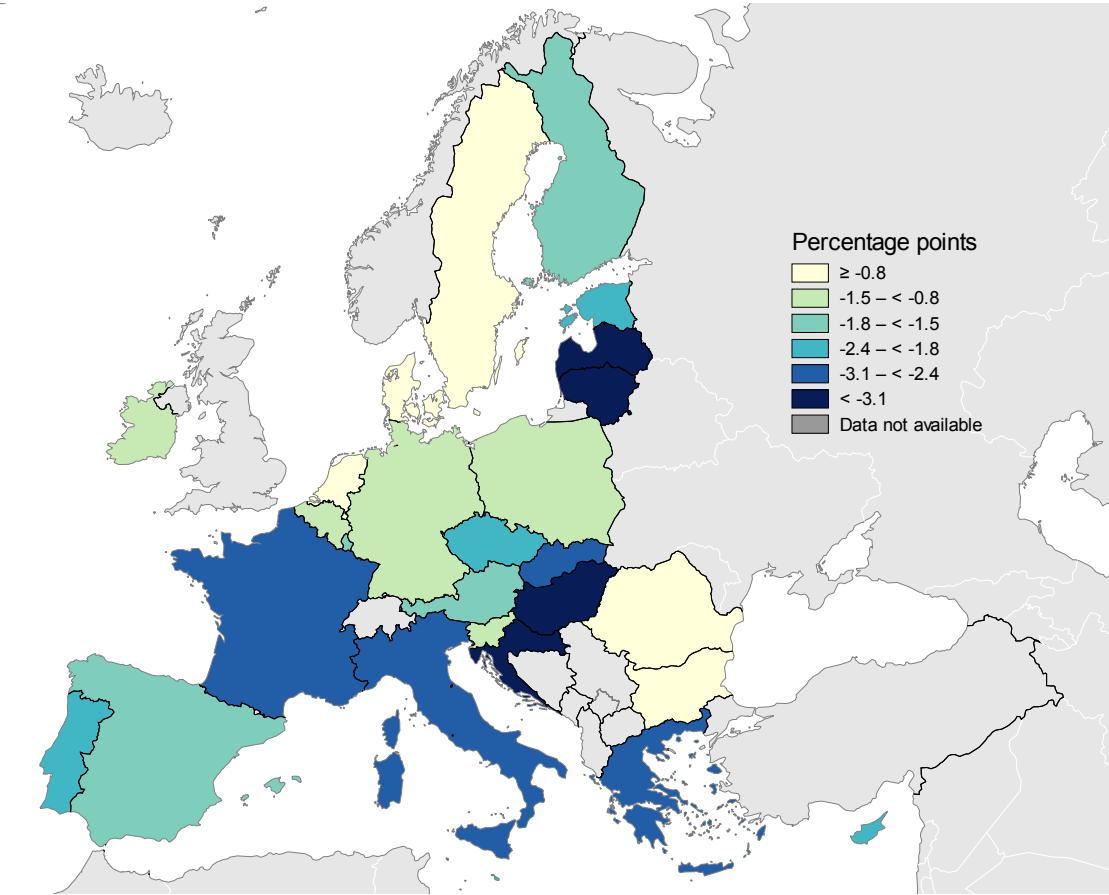 Percentage points
≥ -0.8
-1.5 – < -0.8
-1.8 – < -1.5
-2.4 – < -1.8
-3.1 – < -2.4
< -3.1
Data not available